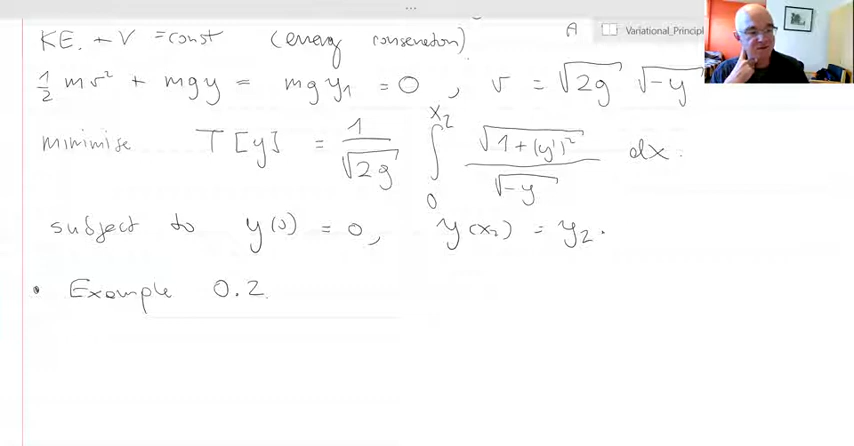 KE. + V = const (energy conservation).
A Variational_Principl
½ mv² + mgy = mgy₁ = 0, v = √2g √-y
minimise T[y] = 1/√2g ∫₀^x₂ √1+(y')² / √-y dx.
subject to y(0) = 0, y(x₂) = y₂.
• Example 0.2.